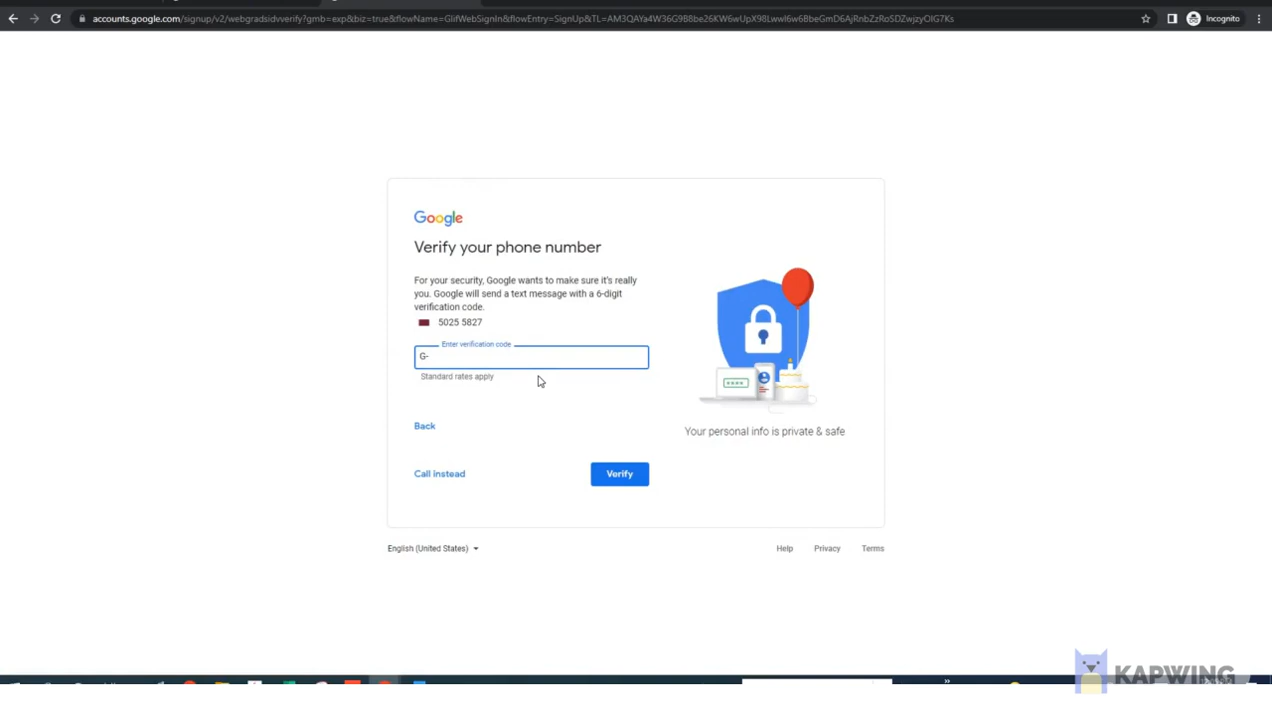 accounts.google.com/signup/v2/webgradsidvverify?gmb=exp&biz=true&flowName=GlifWebSignIn&flowEntry=SignUp&TL=
Incognito
Google
Verify your phone number
For your security, Google wants to make sure it's really
you. Google will send a text message with a 6-digit
verification code.
5025 5827
Enter verification code
G-
Standard rates apply
Back
Call instead
Verify
Your personal info is private & safe
English (United States)
Help Privacy Terms
KAPWING